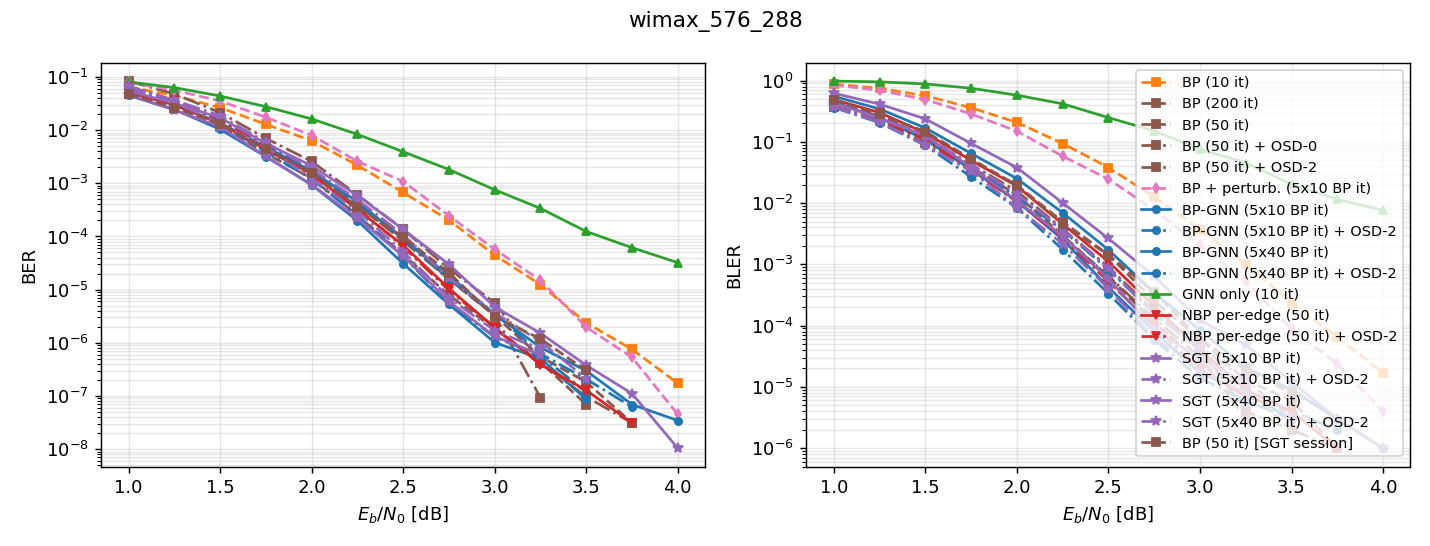 wimax_576_288
10⁻¹
10⁻²
10⁻³
10⁻⁴
10⁻⁵
10⁻⁶
10⁻⁷
10⁻⁸
BER
1.0 1.5 2.0 2.5 3.0 3.5 4.0
E_b/N_0 [dB]
10⁰
10⁻¹
10⁻²
10⁻³
10⁻⁴
10⁻⁵
10⁻⁶
BLER
1.0 1.5 2.0 2.5 3.0 3.5 4.0
E_b/N_0 [dB]
BP (10 it)
BP (200 it)
BP (50 it)
BP (50 it) + OSD-0
BP (50 it) + OSD-2
BP + perturb. (5x10 BP it)
BP-GNN (5x10 BP it)
BP-GNN (5x10 BP it) + OSD-2
BP-GNN (5x40 BP it)
BP-GNN (5x40 BP it) + OSD-2
GNN only (10 it)
NBP per-edge (50 it)
NBP per-edge (50 it) + OSD-2
SGT (5x10 BP it)
SGT (5x10 BP it) + OSD-2
SGT (5x40 BP it)
SGT (5x40 BP it) + OSD-2
BP (50 it) [SGT session]